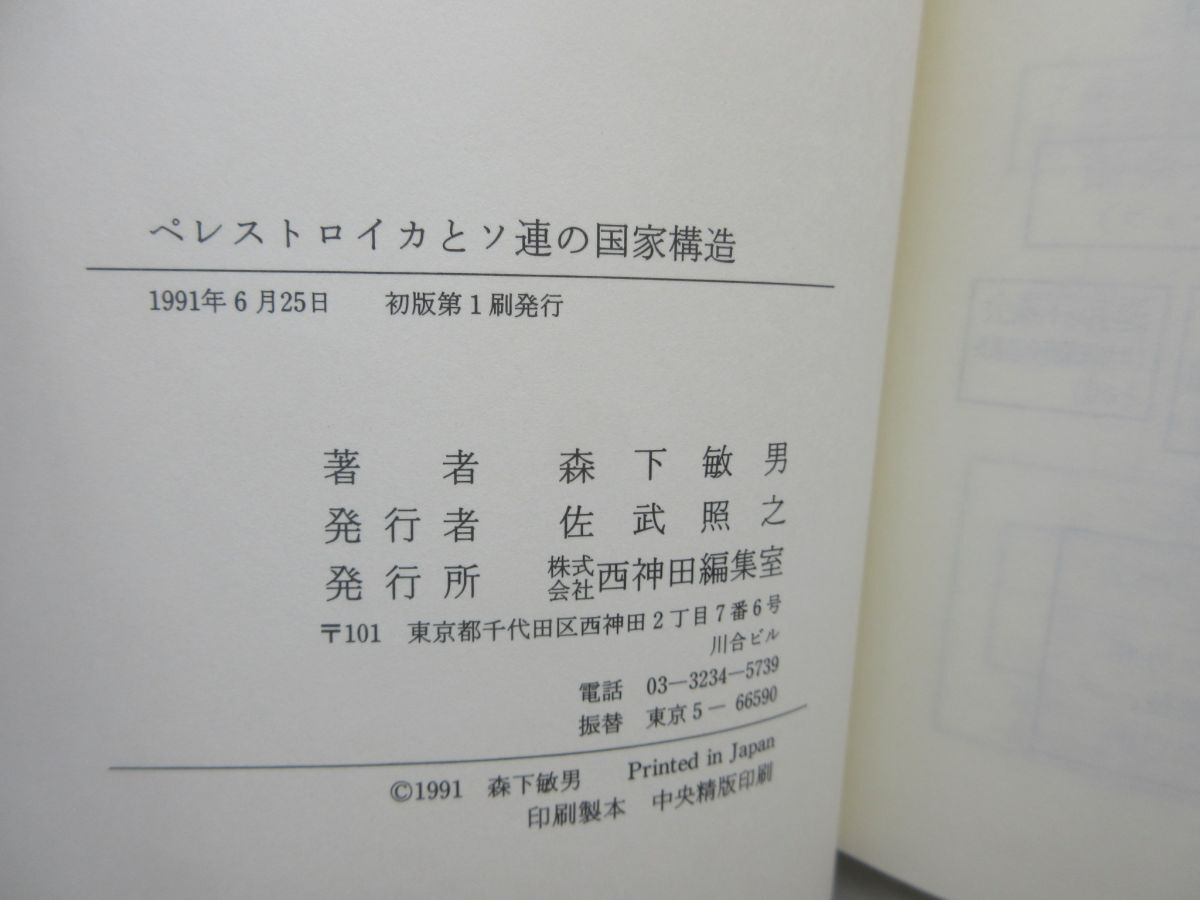 ペレストロイカとソ連の国家構造
1991年6月25日　初版第1刷発行
著者　森下敏男
発行者　佐武照之
発行所　株式会社西神田編集室
〒101　東京都千代田区西神田2丁目7番6号
川合ビル
電話　03―3234―5739
振替　東京5―66590
©1991　森下敏男　Printed in Japan
印刷製本　中央精版印刷